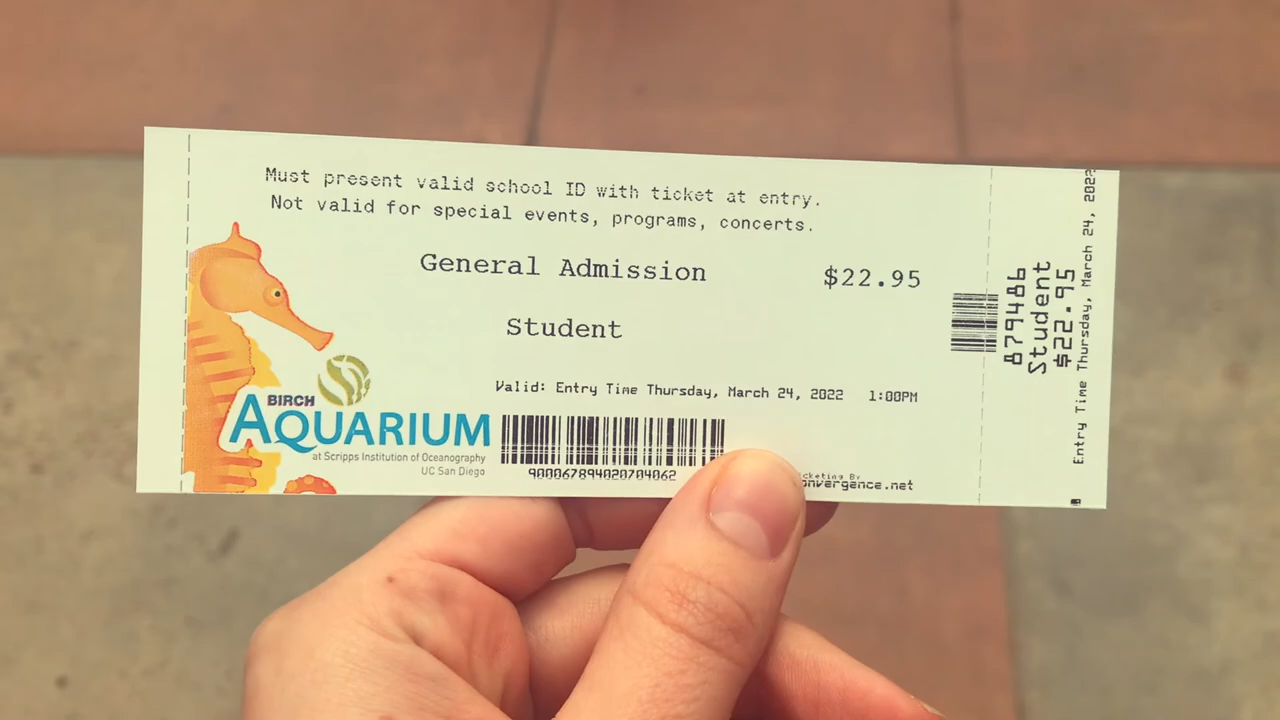 Must present valid school ID with ticket at entry.
Not valid for special events, programs, concerts.
General Admission $22.95
Student
Valid: Entry Time Thursday, March 24, 2022 1:00PM
BIRCH
AQUARIUM
at Scripps Institution of Oceanography
UC San Diego
9000067894020704062
By
879486
Student
$22.95
Entry Time Thursday, March 24, 2022